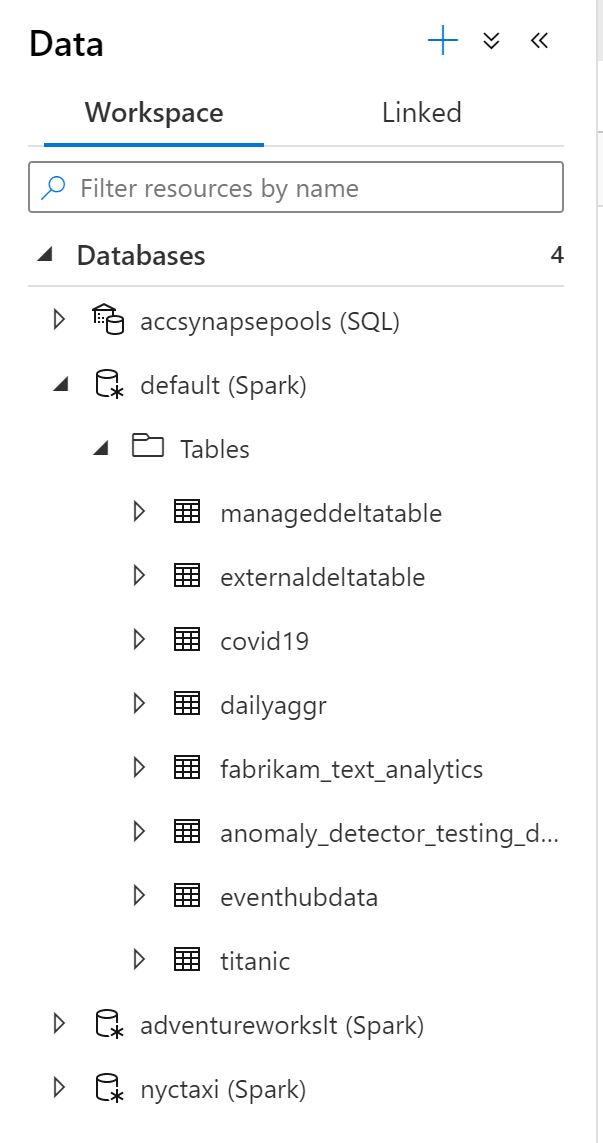 Data
Workspace Linked
Filter resources by name
Databases 4
accsynapsepools (SQL)
default (Spark)
Tables
manageddeltatable
externaldeltatable
covid19
dailyaggr
fabrikam_text_analytics
anomaly_detector_testing_d...
eventhubdata
titanic
adventureworkslt (Spark)
nyctaxi (Spark)